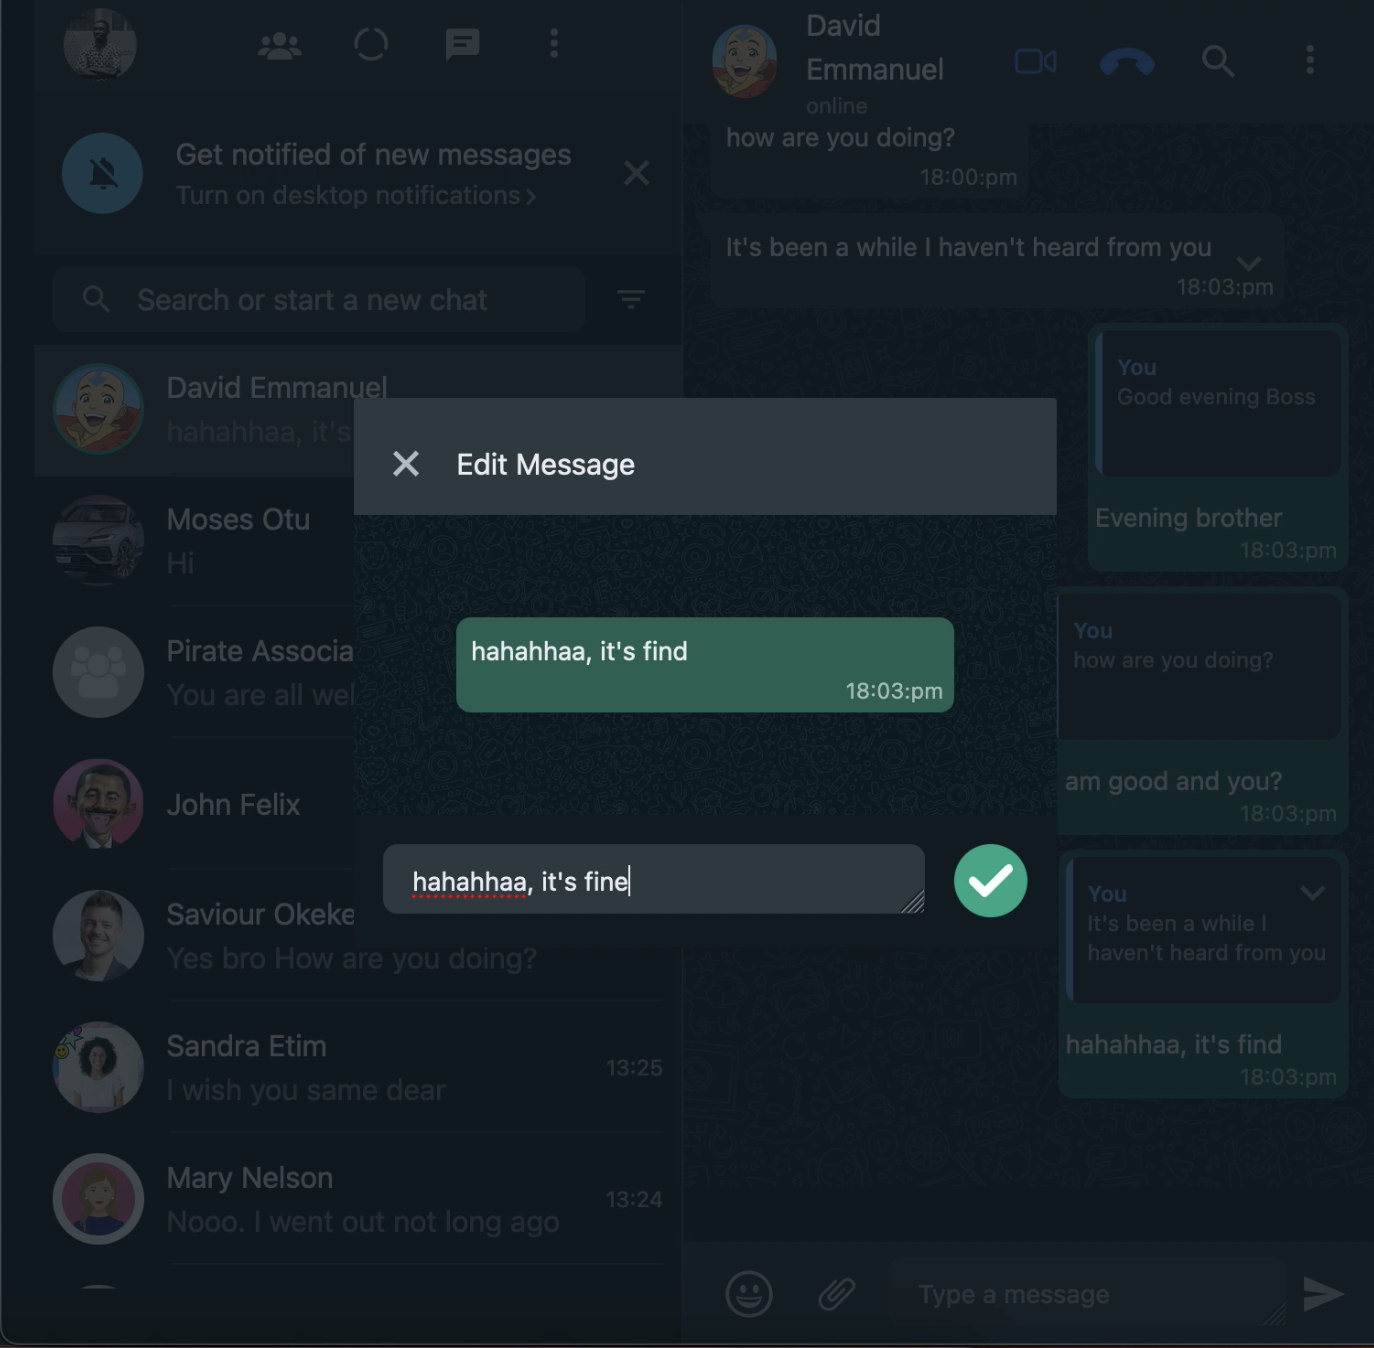 Get notified of new messages
Turn on desktop notifications
Search or start a new chat
David Emmanuel
hahahhaa, it's
Moses Otu
Hi
Pirate Associa
You are all wel
John Felix
Saviour Okeke
Yes bro How are you doing?
Sandra Etim
13:25
I wish you same dear
Mary Nelson
13:24
Nooo. I went out not long ago
David
Emmanuel
online
how are you doing?
18:00:pm
It's been a while I haven't heard from you
18:03:pm
You
Good evening Boss
Evening brother
18:03:pm
You
how are you doing?
am good and you?
18:03:pm
You
It's been a while I
haven't heard from you
hahahhaa, it's find
18:03:pm
Type a message
Edit Message
hahahhaa, it's find
18:03:pm
hahahhaa, it's fine